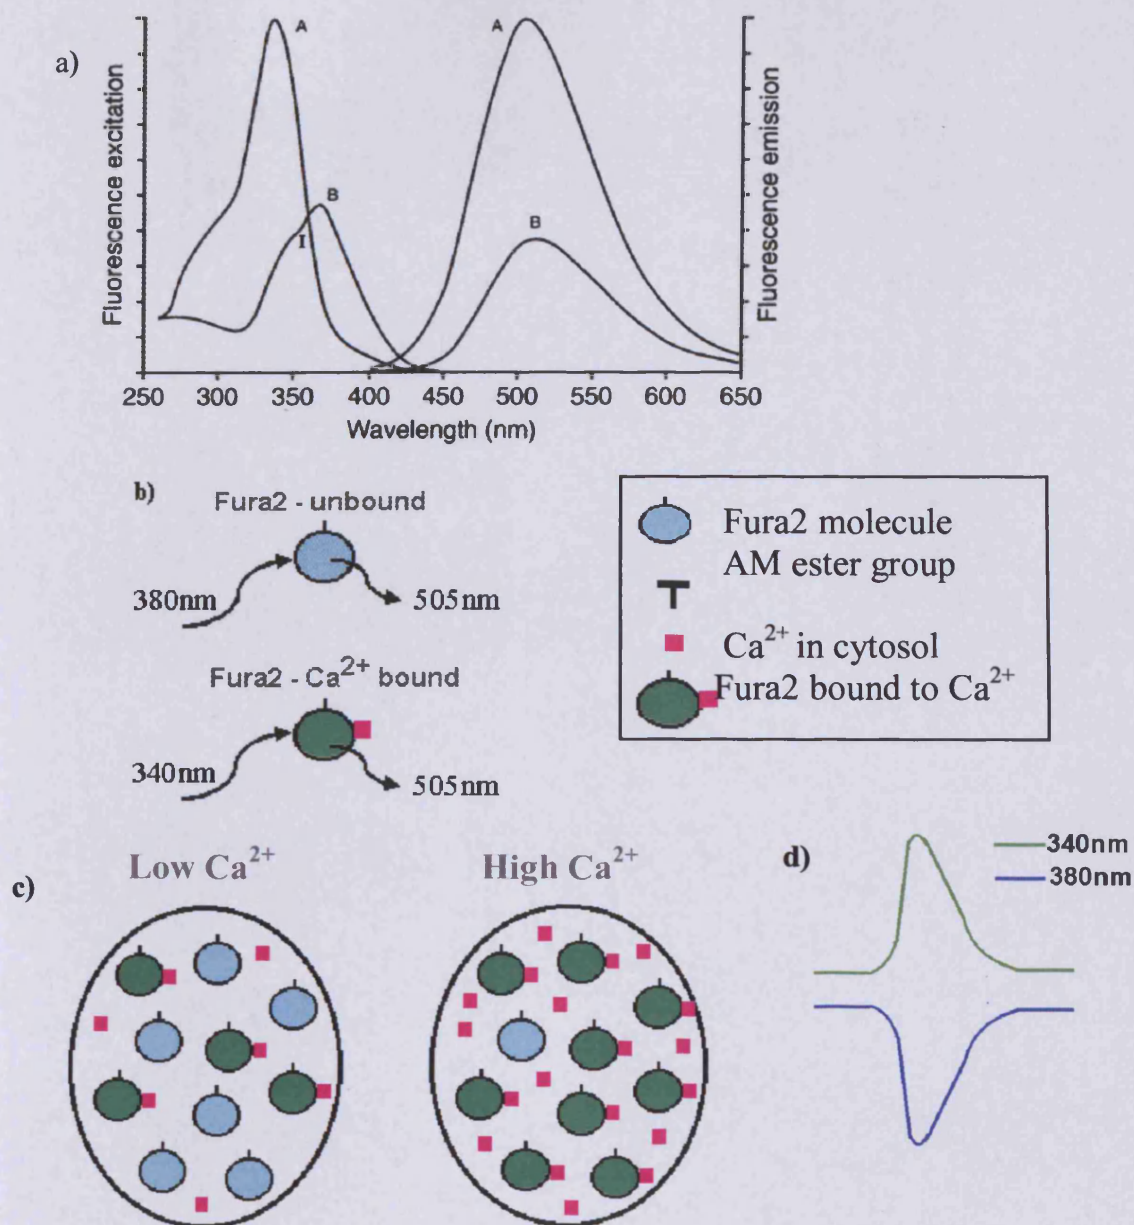 a)
Fluorescence excitation
A
B
I
A
B
Fluorescence emission
250 300 350 400 450 500 550 600 650
Wavelength (nm)
b)
Fura2 - unbound
380nm
505nm
Fura2 - Ca2+ bound
340nm
505nm
Fura2 molecule
AM ester group
Ca2+ in cytosol
Fura2 bound to Ca2+
c)
Low Ca2+
High Ca2+
d)
340nm
380nm